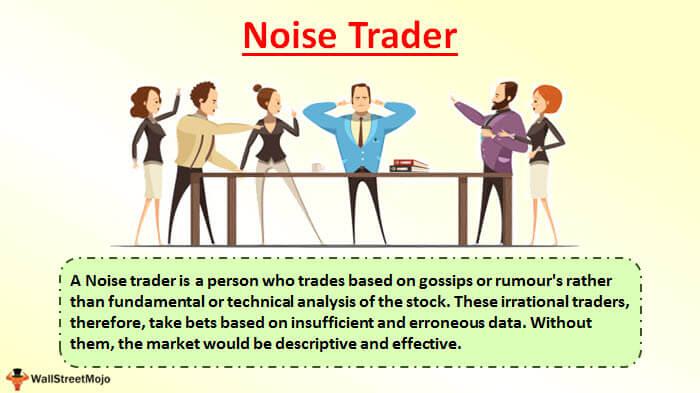 Noise Trader
A Noise trader is a person who trades based on gossips or rumour's rather
than fundamental or technical analysis of the stock. These irrational traders,
therefore, take bets based on insufficient and erroneous data. Without
them, the market would be descriptive and effective.
WallStreetMojo